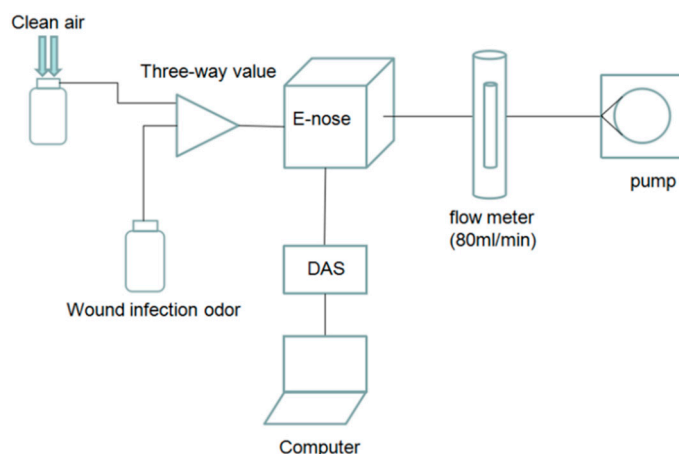 Clean air
Three-way value
E-nose
pump
flow meter
(80ml/min)
DAS
Wound infection odor
Computer